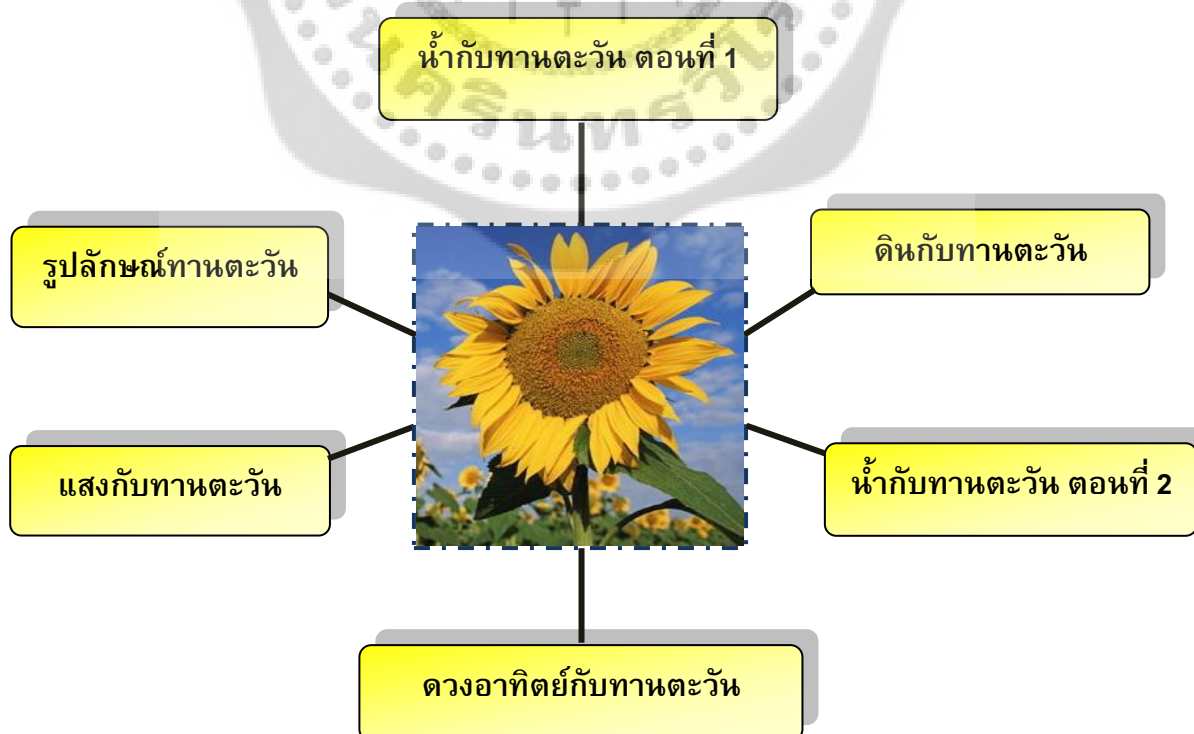 น้ำกับทานตะวัน ตอนที่ 1
รูปลักษณ์ทานตะวัน
ดินกับทานตะวัน
แสงกับทานตะวัน
น้ำกับทานตะวัน ตอนที่ 2
ดวงอาทิตย์กับทานตะวัน